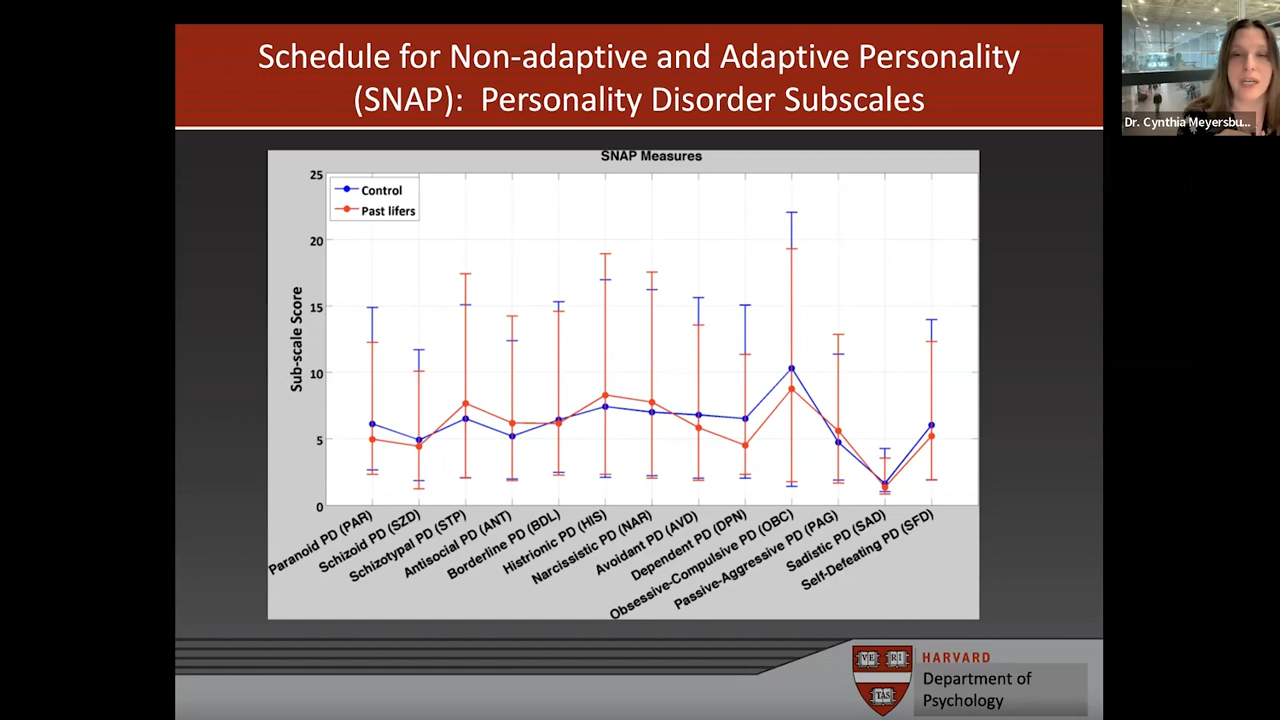 Schedule for Non-adaptive and Adaptive Personality
(SNAP): Personality Disorder Subscales
Dr. Cynthia Meyersbu...
SNAP Measures
Control
Past lifers
Sub-scale Score
25
20
15
10
5
0
Paranoid PD (PAR)
Schizoid PD (SZD)
Schizotypal PD (STP)
Antisocial PD (ANT)
Borderline PD (BDL)
Histrionic PD (HIS)
Narcissistic PD (NAR)
Avoidant PD (AVD)
Dependent PD (DPN)
Obsessive-Compulsive PD (OBC)
Passive-Aggressive PD (PAG)
Sadistic PD (SAD)
Self-Defeating PD (SFD)
VE RI
TAS
HARVARD
Department of
Psychology